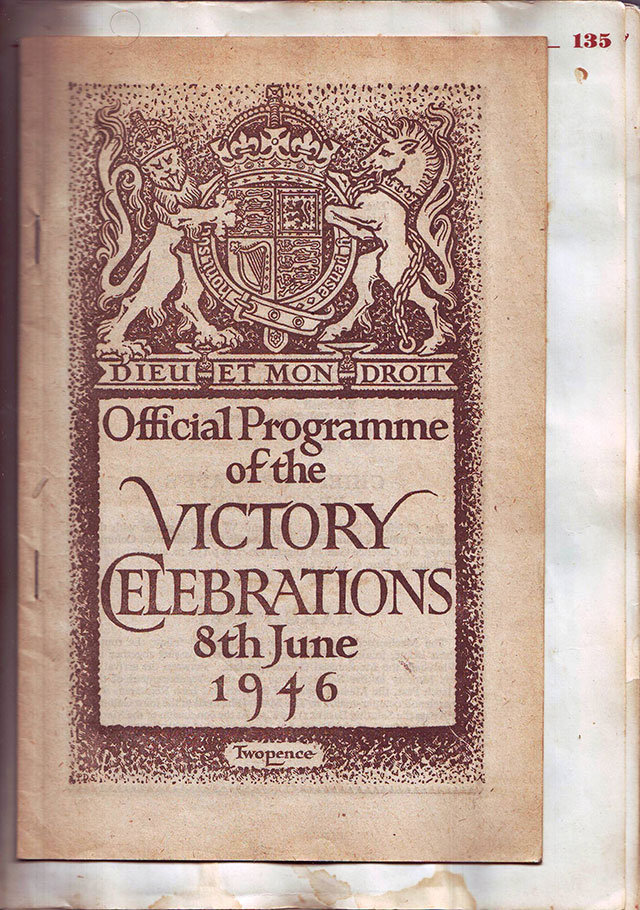 135
DIEU ET MON DROIT
Official Programme
of the
VICTORY
CELEBRATIONS
8th June
1946
Twopence